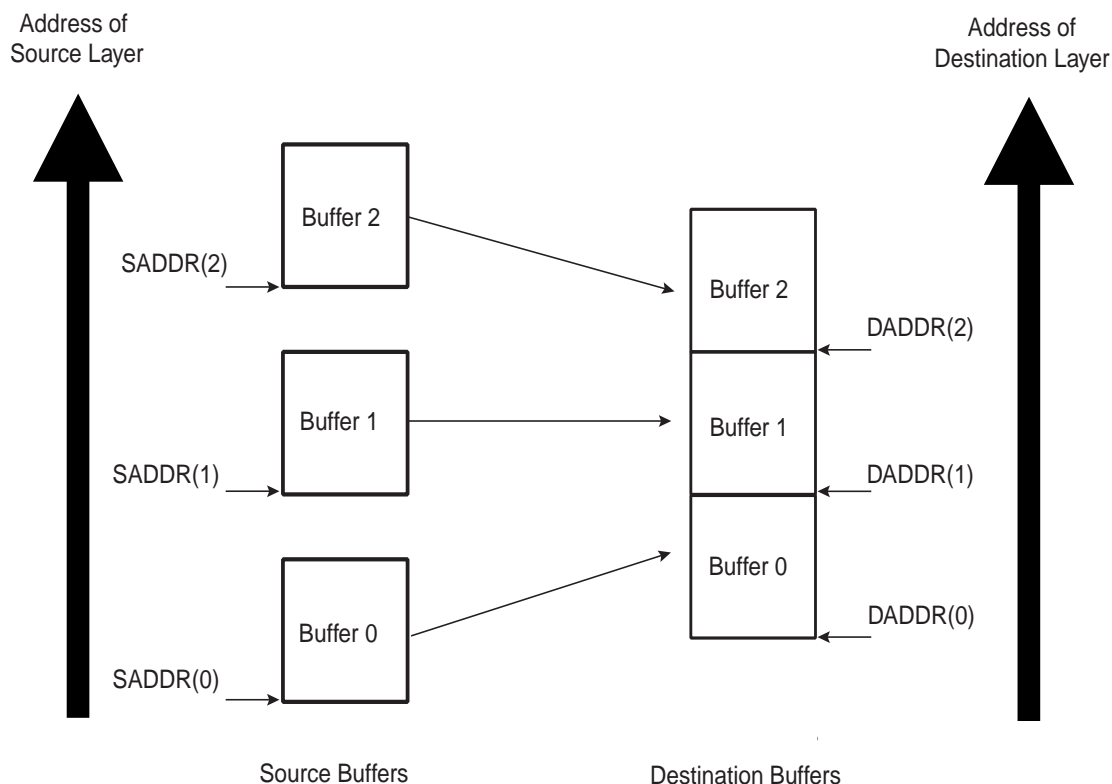 Address of
Source Layer
Address of
Destination Layer
Buffer 2
SADDR(2)
Buffer 2
DADDR(2)
Buffer 1
Buffer 1
SADDR(1)
DADDR(1)
Buffer 0
Buffer 0
DADDR(0)
SADDR(0)
Source Buffers
Destination Buffers